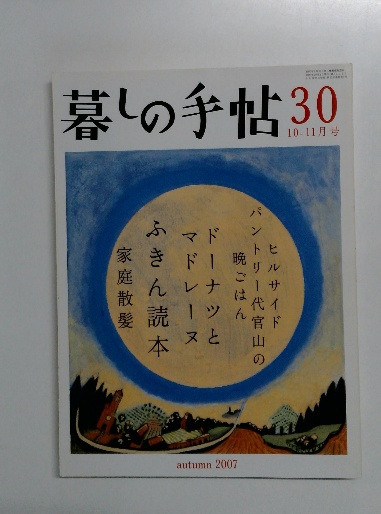 暮しの手帖 30
10-11月号
ヒルサイド
パントリー代官山の
晩ごはん
ドーナツと
マドレーヌ
ふきん読本
家庭散髪
autumn 2007